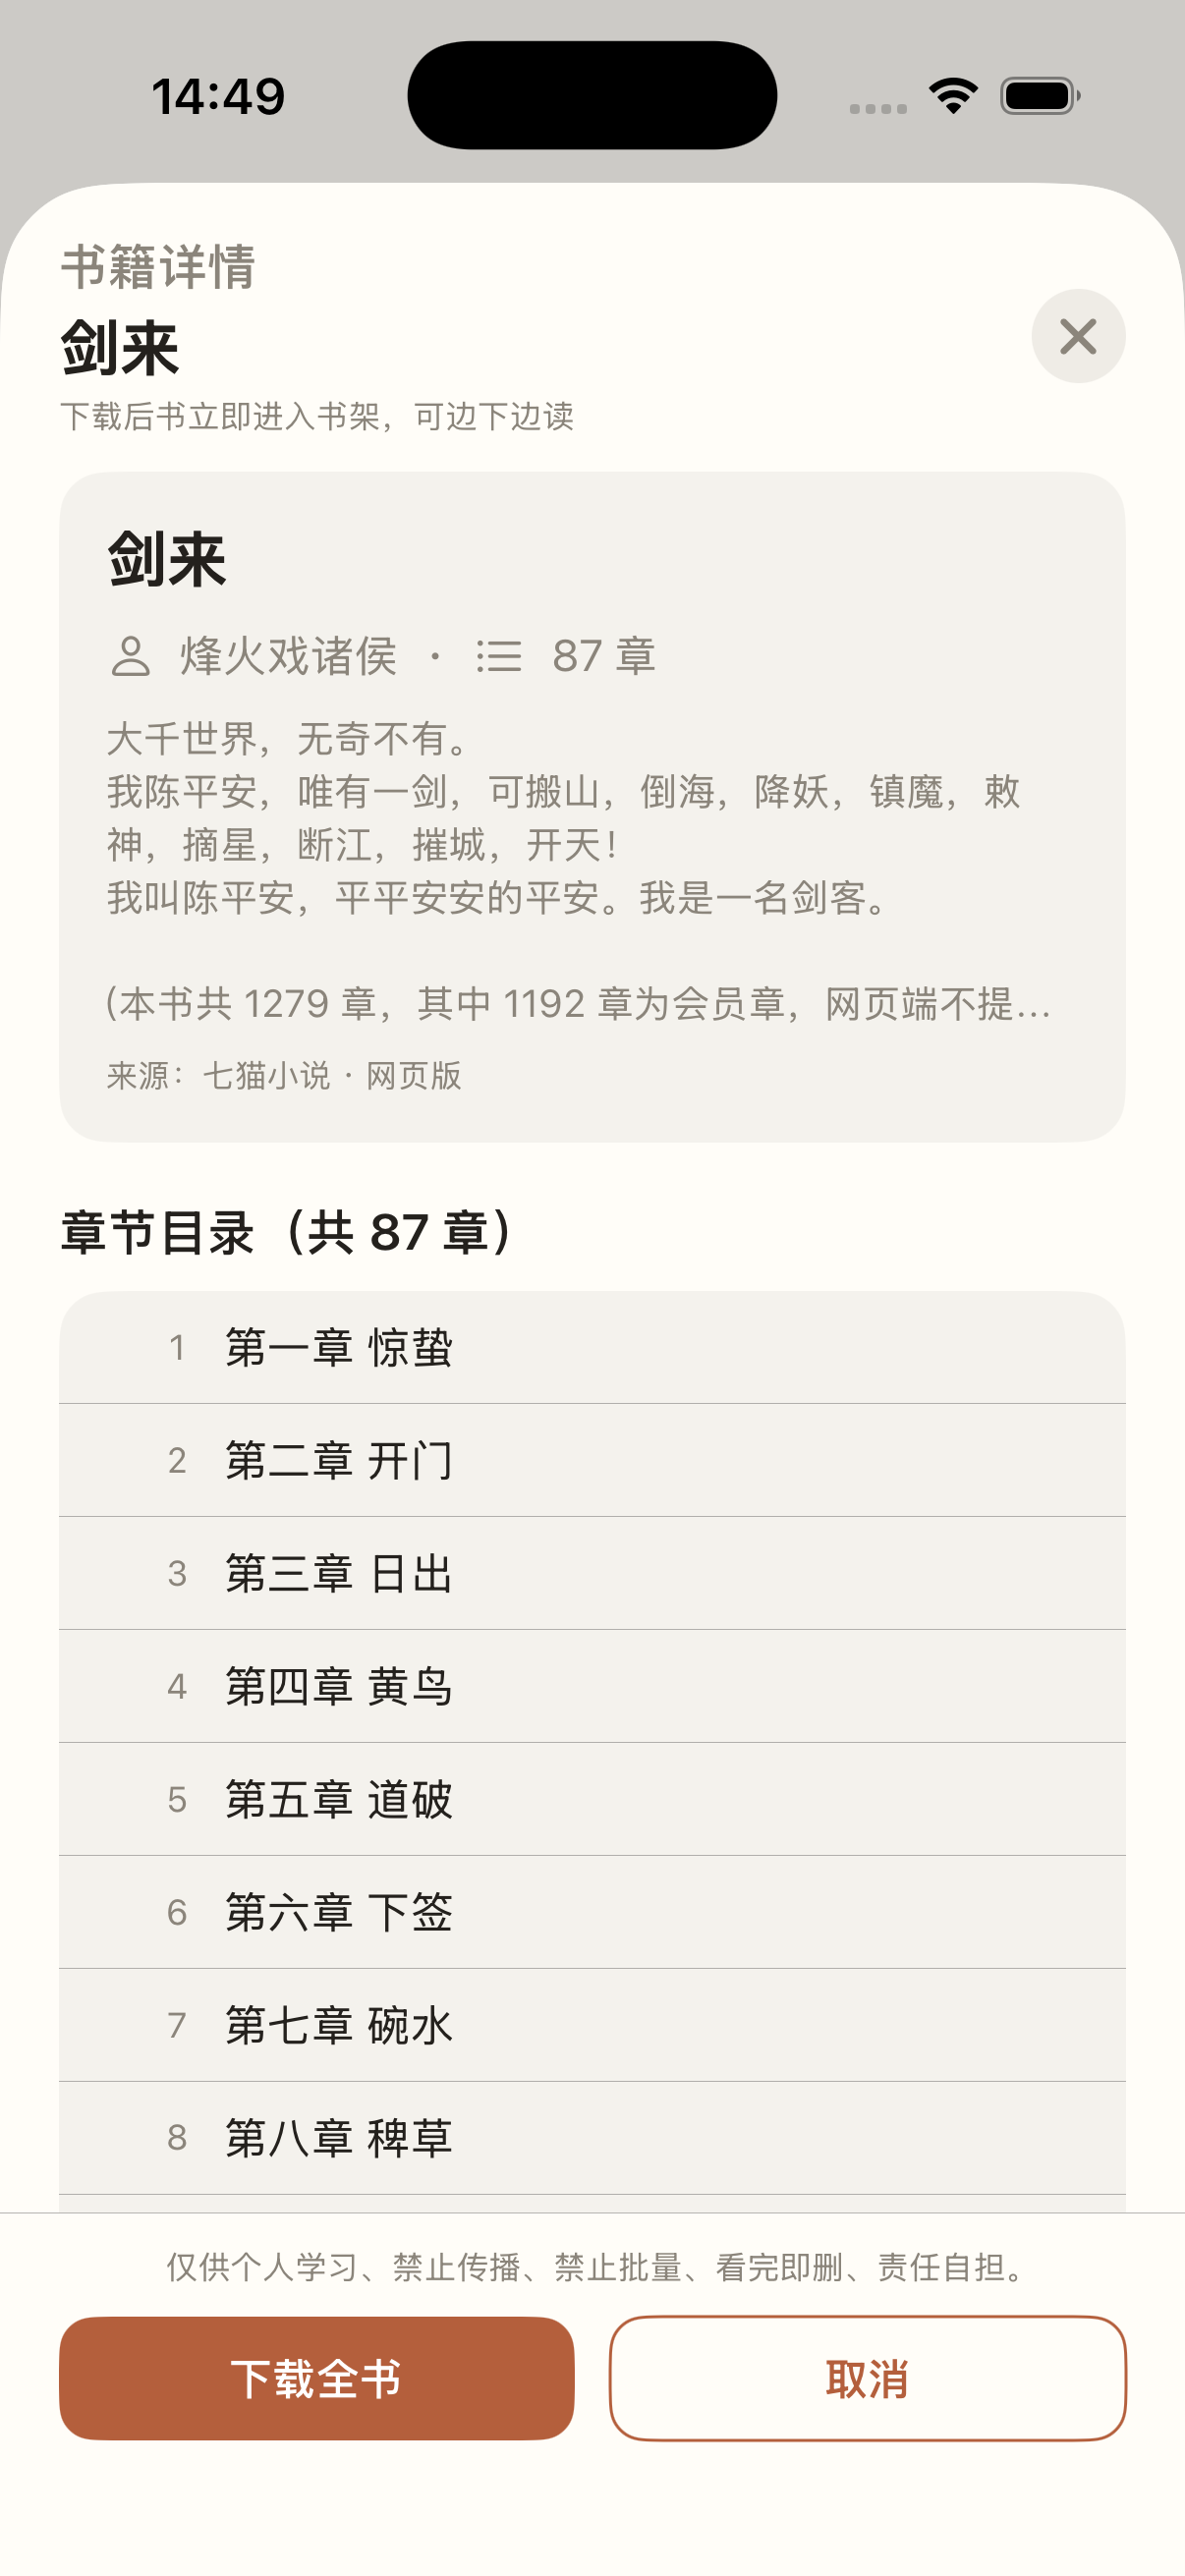 14:49
书籍详情
剑来
下载后书立即进入书架，可边下边读
剑来
烽火戏诸侯 · 87 章
大千世界，无奇不有。
我陈平安，唯有一剑，可搬山，倒海，降妖，镇魔，敕
神，摘星，断江，摧城，开天！
我叫陈平安，平平安安的平安。我是一名剑客。
（本书共 1279 章，其中 1192 章为会员章，网页端不提…
来源：七猫小说 · 网页版
章节目录（共 87 章）
1 第一章 惊蛰
2 第二章 开门
3 第三章 日出
4 第四章 黄鸟
5 第五章 道破
6 第六章 下签
7 第七章 碗水
8 第八章 稗草
仅供个人学习、禁止传播、禁止批量、看完即删、责任自担。
下载全书
取消